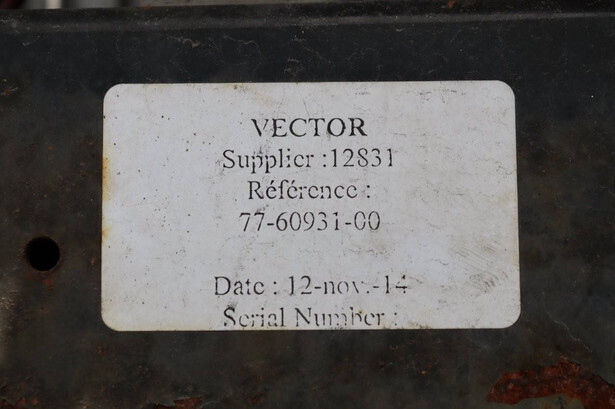 VECTOR
Supplier :12831
Référence :
77-60931-00
Date : 12-nov.-14
Serial Number :